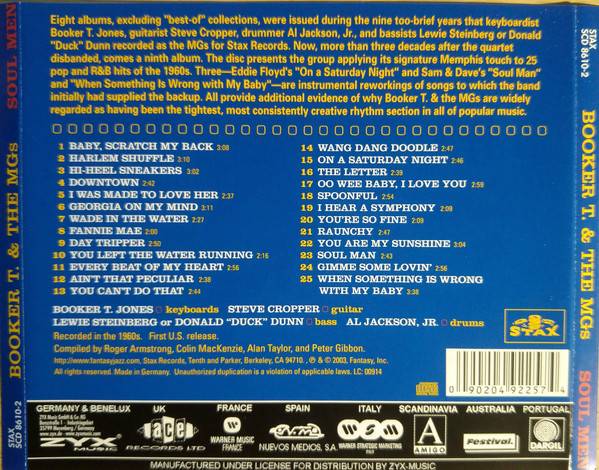 Eight albums, excluding "best-of" collections, were issued during the nine too-brief years that keyboardist
Booker T. Jones, guitarist Steve Cropper, drummer Al Jackson, Jr., and bassists Lewie Steinberg or Donald
"Duck" Dunn recorded as the MGs for Stax Records. Now, more than three decades after the quartet
disbanded, comes a ninth album. The disc presents the group applying its signature Memphis touch to 25
pop and R&B hits of the 1960s. Three—Eddie Floyd's "On a Saturday Night" and Sam & Dave's "Soul Man"
and "When Something Is Wrong with My Baby"—are instrumental reworkings of songs to which the band
initially had supplied the backup. All provide additional evidence of why Booker T. & the MGs are widely
regarded as having been the tightest, most consistently creative rhythm section in all of popular music.
1 BABY, SCRATCH MY BACK 3:08
2 HARLEM SHUFFLE 3:10
3 HI-HEEL SNEAKERS 3:02
4 DOWNTOWN 2:42
5 I WAS MADE TO LOVE HER 2:37
6 GEORGIA ON MY MIND 3:11
7 WADE IN THE WATER 2:27
8 FANNIE MAE 2:00
9 DAY TRIPPER 2:50
10 YOU LEFT THE WATER RUNNING 2:16
11 EVERY BEAT OF MY HEART 2:56
12 AIN'T THAT PECULIAR 2:38
13 YOU CAN'T DO THAT 2:44
14 WANG DANG DOODLE 2:47
15 ON A SATURDAY NIGHT 2:46
16 THE LETTER 2:39
17 OO WEE BABY, I LOVE YOU 2:59
18 SPOONFUL 2:54
19 I HEAR A SYMPHONY 2:09
20 YOU'RE SO FINE 2:09
21 RAUNCHY 2:47
22 YOU ARE MY SUNSHINE 3:04
23 SOUL MAN 2:43
24 GIMME SOME LOVIN' 2:56
25 WHEN SOMETHING IS WRONG
WITH MY BABY 2:38
BOOKER T. JONES keyboards STEVE CROPPER guitar
LEWIE STEINBERG or DONALD "DUCK" DUNN bass AL JACKSON, JR. drums
Recorded in the 1960s. First U.S. release.
Compiled by Roger Armstrong, Colin MacKenzie, Alan Taylor, and Peter Gibbon.
http://www.fantasyjazz.com, Stax Records, Tenth and Parker, Berkeley, CA 94710. ℗ & © 2003, Fantasy, Inc.
All rights reserved. Made in Germany. Unauthorized duplication is a violation of applicable laws. LC: 00914
STAX
0 90204 92257 4
GERMANY & BENELUX
ZYX
MUSIC
UK
ace
RECORDS LTD
FRANCE
WARNER MUSIC
FRANCE
SPAIN
NUEVOS MEDIOS, S.A.
ITALY
WARNER STRATEGIC MARKETING
SCANDINAVIA
A
AMIGO
AUSTRALIA
Festival.
PORTUGAL
DARGIL
MANUFACTURED UNDER LICENSE FOR DISTRIBUTION BY ZYX-MUSIC
STAX
SCD 8610-2
BOOKER T. & THE MGs SOUL MEN
STAX
SCD 8610-2
BOOKER T. & THE MGs SOUL MEN